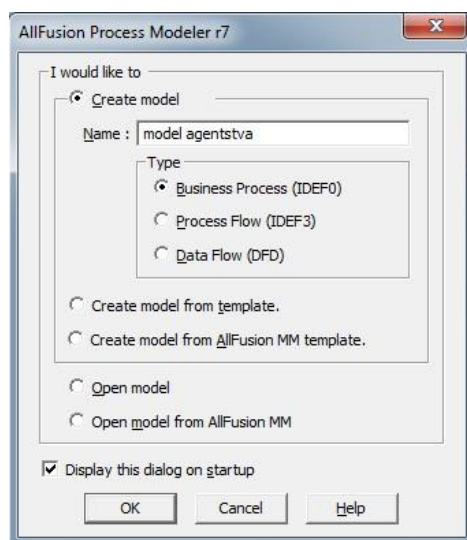 AllFusion Process Modeler r7
I would like to
Create model
Name : model agentstva
Type
Business Process (IDEF0)
Process Flow (IDEF3)
Data Flow (DFD)
Create model from template.
Create model from AllFusion MM template.
Open model
Open model from AllFusion MM
Display this dialog on startup
OK Cancel Help